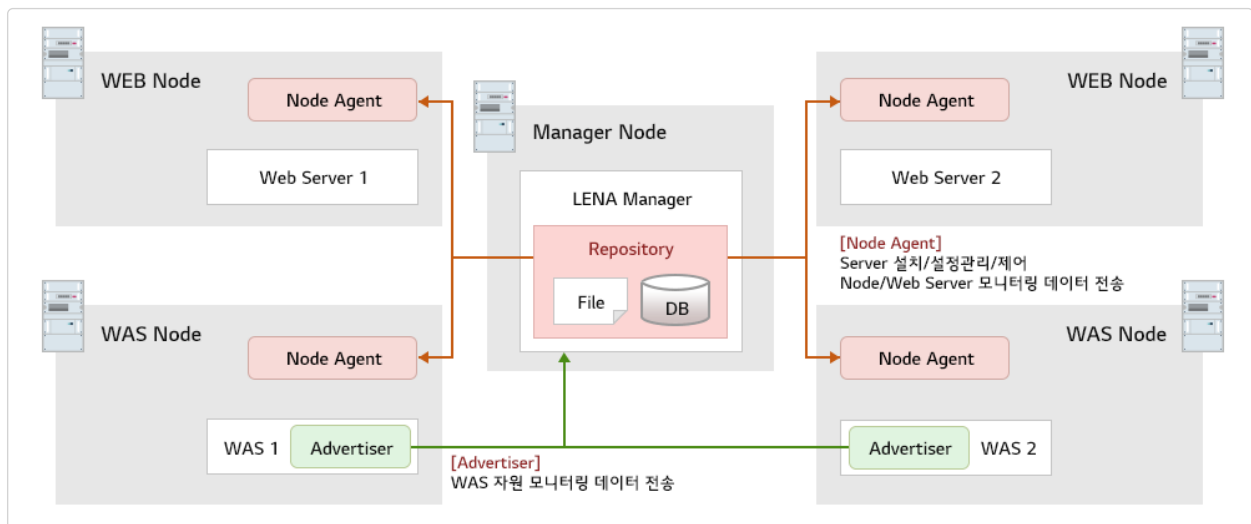 WEB Node
Node Agent
Web Server 1
Manager Node
LENA Manager
Repository
File
DB
WEB Node
Node Agent
Web Server 2
[Node Agent]
Server 설치/설정관리/제어
Node/Web Server 모니터링 데이터 전송
WAS Node
Node Agent
WAS 1
Advertiser
[Advertiser]
WAS 자원 모니터링 데이터 전송
WAS Node
Node Agent
Advertiser
WAS 2